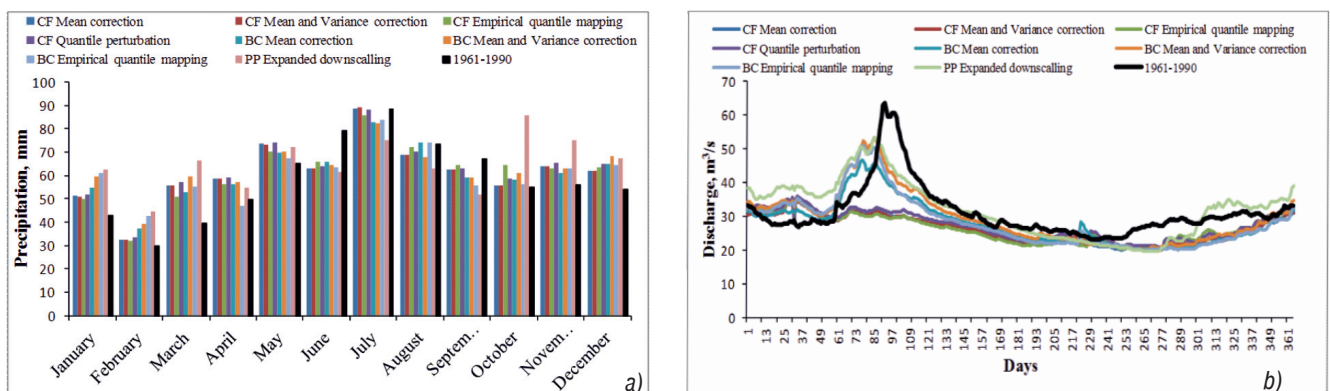 CF Mean correction CF Mean and Variance correction CF Empirical quantile mapping
CF Quantile perturbation BC Mean correction BC Mean and Variance correction
BC Empirical quantile mapping PP Expanded downscalling 1961-1990
Precipitation, mm
100
90
80
70
60
50
40
30
20
10
0
January February March April May June July August Septem.. October Novem... December
a)
CF Mean correction CF Mean and Variance correction CF Empirical quantile mapping
CF Quantile perturbation BC Mean correction BC Mean and Variance correction
BC Empirical quantile mapping PP Expanded downscalling 1961-1990
Discharge, m³/s
70
60
50
40
30
20
10
0
1 13 25 37 49 61 73 85 97 109 121 133 145 157 169 181 193 205 217 229 241 253 265 277 289 301 313 325 337 349 361
Days
b)